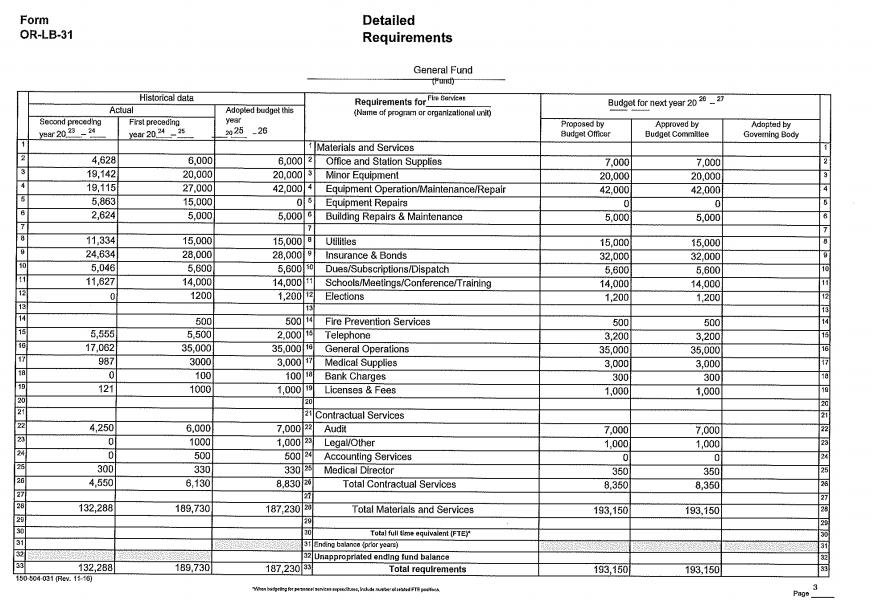 Form
OR-LB-31
Detailed
Requirements
General Fund
(Fund)
Historical data
Requirements for Fire Services
(Name of program or organizational unit)
Budget for next year 20 26 – 27
Actual
Adopted budget this year 20 25 – 26
Second preceding year 20 23 – 24
First preceding year 20 24 – 25
Proposed by Budget Officer
Approved by Budget Committee
Adopted by Governing Body
1 1 Materials and Services 1
2 4,628 6,000 6,000 2 Office and Station Supplies 7,000 7,000 2
3 19,142 20,000 20,000 3 Minor Equipment 20,000 20,000 3
4 19,115 27,000 42,000 4 Equipment Operation/Maintenance/Repair 42,000 42,000 4
5 5,863 15,000 0 5 Equipment Repairs 0 0 5
6 2,624 5,000 5,000 6 Building Repairs & Maintenance 5,000 5,000 6
7 7 7
8 11,334 15,000 15,000 8 Utilities 15,000 15,000 8
9 24,634 28,000 28,000 9 Insurance & Bonds 32,000 32,000 9
10 5,046 5,600 5,600 10 Dues/Subscriptions/Dispatch 5,600 5,600 10
11 11,627 14,000 14,000 11 Schools/Meetings/Conference/Training 14,000 14,000 11
12 0 1200 1,200 12 Elections 1,200 1,200 12
13 13 13
14 500 500 14 Fire Prevention Services 500 500 14
15 5,555 5,500 2,000 15 Telephone 3,200 3,200 15
16 17,062 35,000 35,000 16 General Operations 35,000 35,000 16
17 987 3000 3,000 17 Medical Supplies 3,000 3,000 17
18 0 100 100 18 Bank Charges 300 300 18
19 121 1000 1,000 19 Licenses & Fees 1,000 1,000 19
20 20 20
21 21 Contractual Services 21
22 4,250 6,000 7,000 22 Audit 7,000 7,000 22
23 0 1000 1,000 23 Legal/Other 1,000 1,000 23
24 0 500 500 24 Accounting Services 0 0 24
25 300 330 330 25 Medical Director 350 350 25
26 4,550 6,130 8,830 26 Total Contractual Services 8,350 8,350 26
27 27 27
28 132,288 189,730 187,230 28 Total Materials and Services 193,150 193,150 28
29 29 29
30 30 Total full time equivalent (FTE)* 30
31 31 Ending balance (prior years) 31
32 32 Unappropriated ending fund balance 32
33 132,288 189,730 187,230 33 Total requirements 193,150 193,150 33
150-504-031 (Rev. 11-16)
*When budgeting for personnel services expenditures, include number of related FTE positions.
Page 3